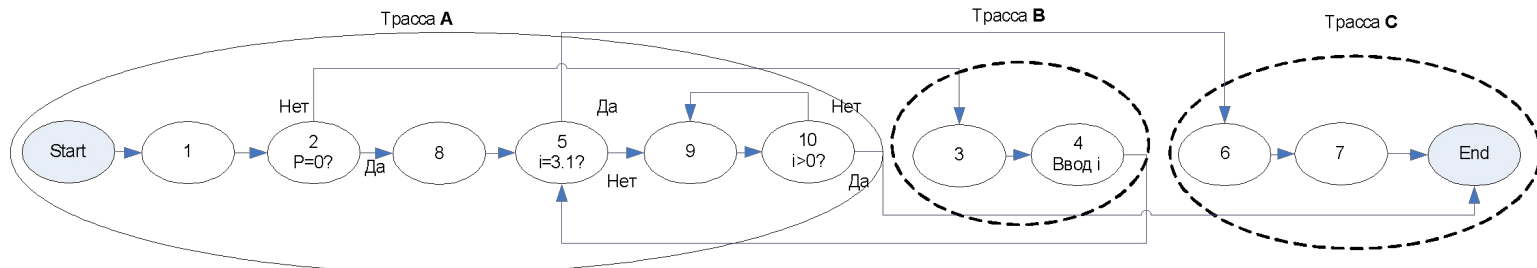 Трасса A
Трасса B
Трасса C
Нет
Да
Нет
Start
1
2
P=0?
Да
8
5
i=3.1?
Нет
9
10
i>0?
Да
3
4
Ввод i
6
7
End